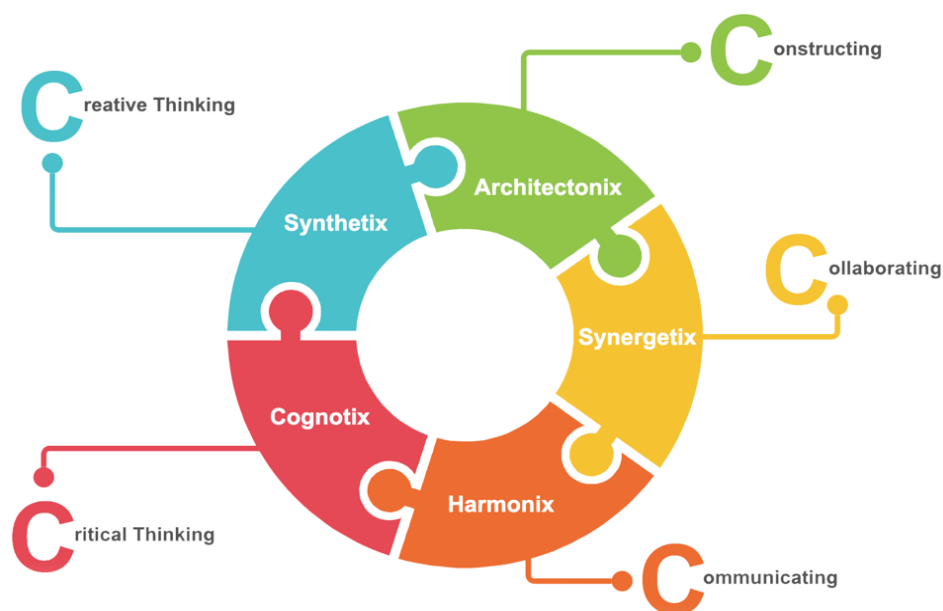 Constructing
Creative Thinking
Architectonix
Synthetix
Collaborating
Synergetix
Cognotix
Harmonix
Critical Thinking
Communicating